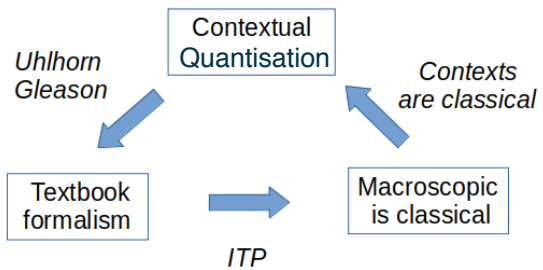 Contextual
Quantisation
Uhlhorn
Gleason
Contexts
are classical
Textbook
formalism
Macroscopic
is classical
ITP